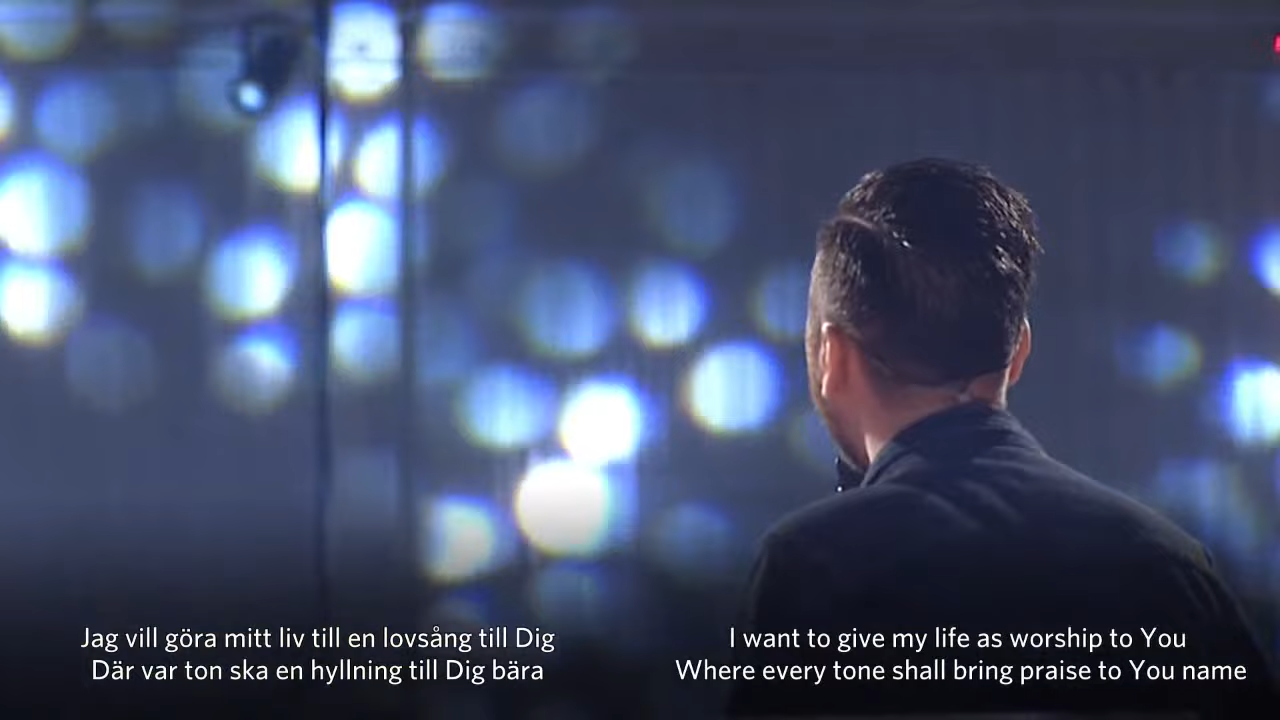 Jag vill göra mitt liv till en lovsång till Dig
Där var ton ska en hyllning till Dig bära
I want to give my life as worship to You
Where every tone shall bring praise to You name